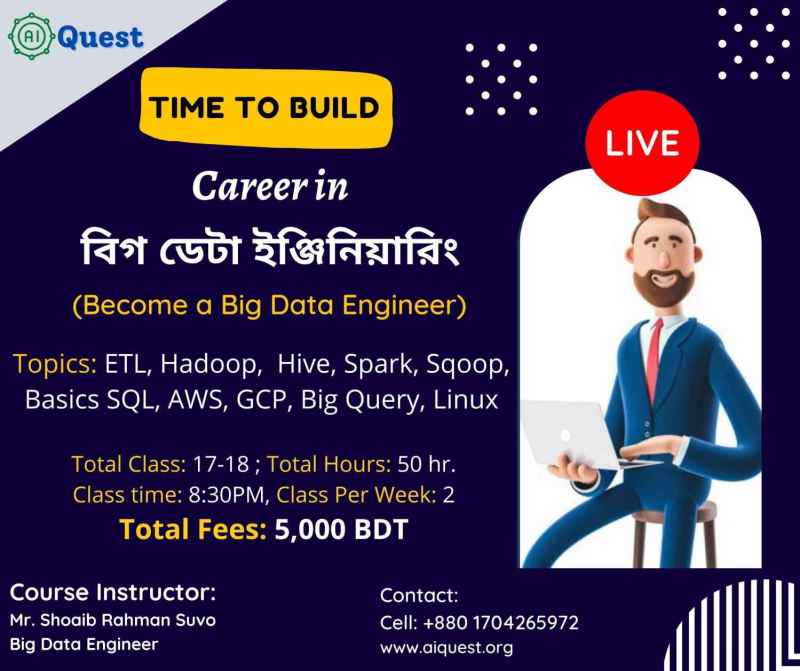 AI Quest
TIME TO BUILD
LIVE
Career in
বিগ ডেটা ইঞ্জিনিয়ারিং
(Become a Big Data Engineer)
Topics: ETL, Hadoop, Hive, Spark, Sqoop,
Basics SQL, AWS, GCP, Big Query, Linux
Total Class: 17-18 ; Total Hours: 50 hr.
Class time: 8:30PM, Class Per Week: 2
Total Fees: 5,000 BDT
Course Instructor:
Mr. Shoaib Rahman Suvo
Big Data Engineer
Contact:
Cell: +880 1704265972
www.aiquest.org